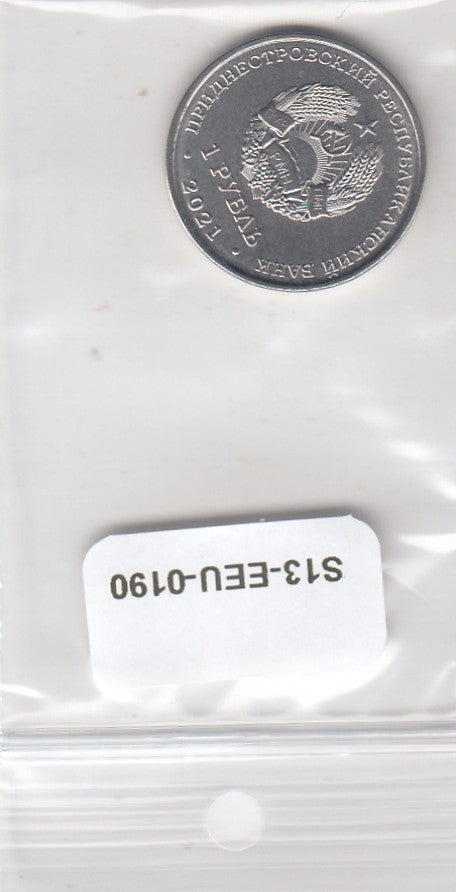 ПРИДНЕСТРОВСКИЙ РЕСПУБЛИКАНСКИЙ БАНК
1 РУБЛЬ
• 2021 •
S13-EEU-0190